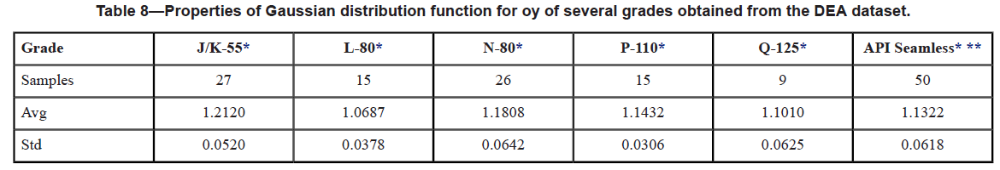 Table 8—Properties of Gaussian distribution function for oy of several grades obtained from the DEA dataset.
Grade J/K-55* L-80* N-80* P-110* Q-125* API Seamless* **
Samples 27 15 26 15 9 50
Avg 1.2120 1.0687 1.1808 1.1432 1.1010 1.1322
Std 0.0520 0.0378 0.0642 0.0306 0.0625 0.0618